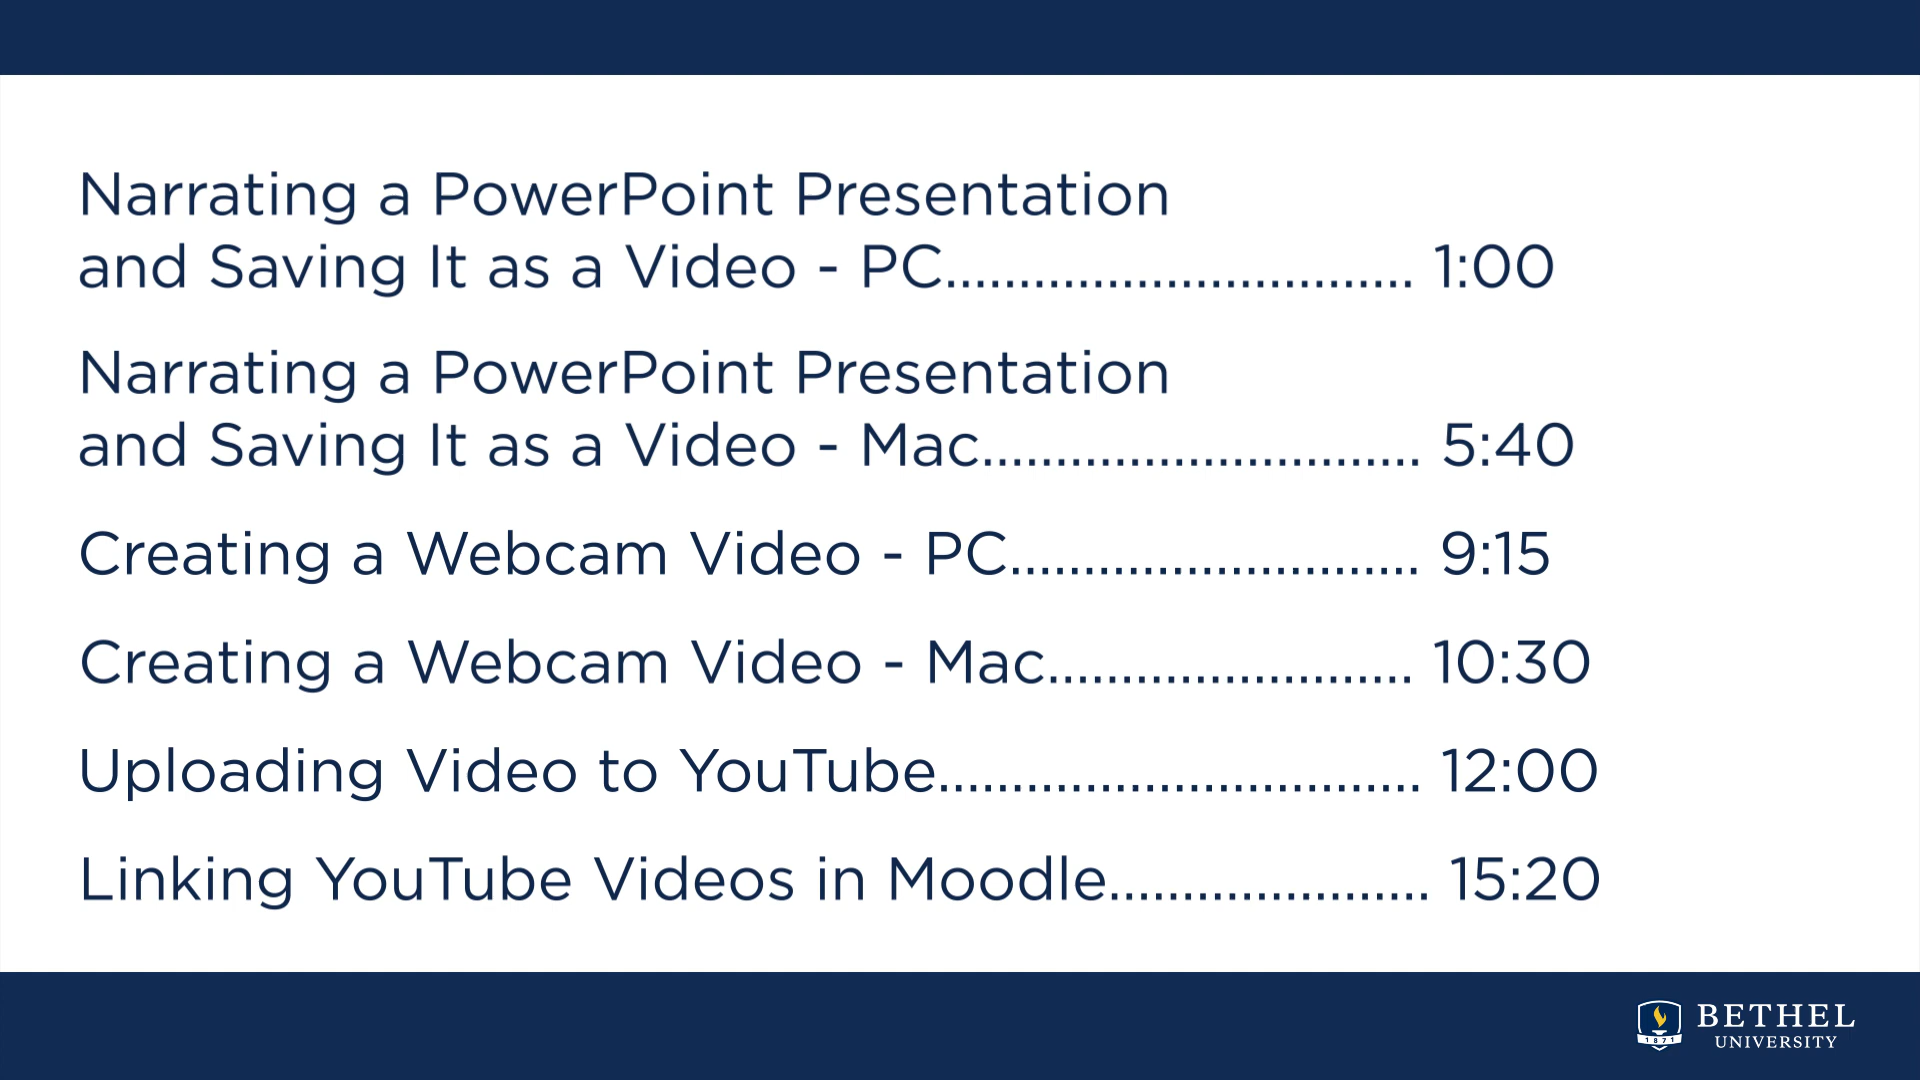 Narrating a PowerPoint Presentation
and Saving It as a Video - PC................................ 1:00
Narrating a PowerPoint Presentation
and Saving It as a Video - Mac.............................. 5:40
Creating a Webcam Video - PC............................ 9:15
Creating a Webcam Video - Mac......................... 10:30
Uploading Video to YouTube................................. 12:00
Linking YouTube Videos in Moodle...................... 15:20
BETHEL
1871
UNIVERSITY